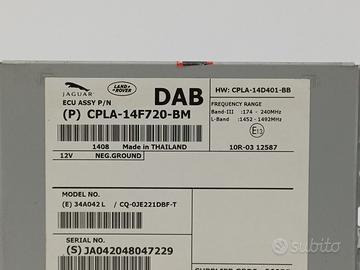 JAGUAR
LAND ROVER
DAB
HW: CPLA-14D401-BB
ECU ASSY P/N
(P) CPLA-14F720-BM
FREQUENCY RANGE
Band-III : 174 - 240MHz
L-Band : 1452 - 1492MHz
E13
1408 Made in THAILAND
10R-03 12587
12V NEG.GROUND
MODEL NO.
(E) 34A042 L / CQ-0JE221DBF-T
SERIAL NO.
(S) JA042048047229
subito